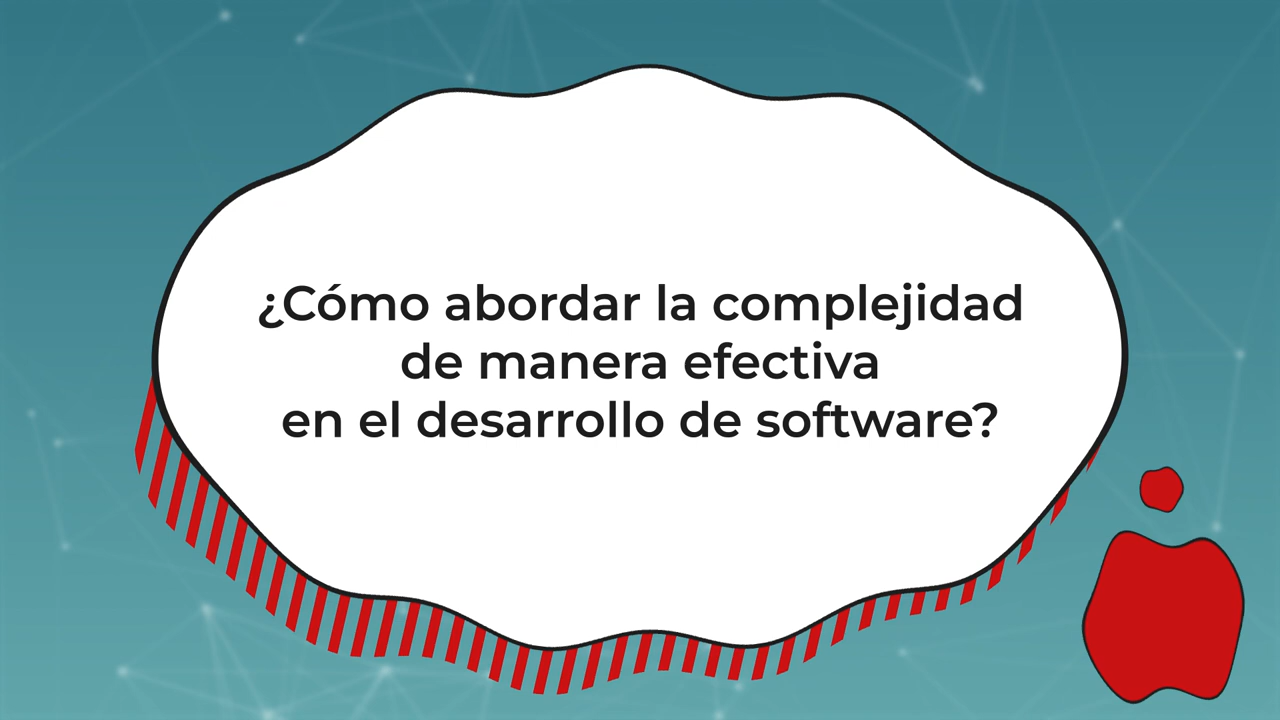 ¿Cómo abordar la complejidad
de manera efectiva
en el desarrollo de software?